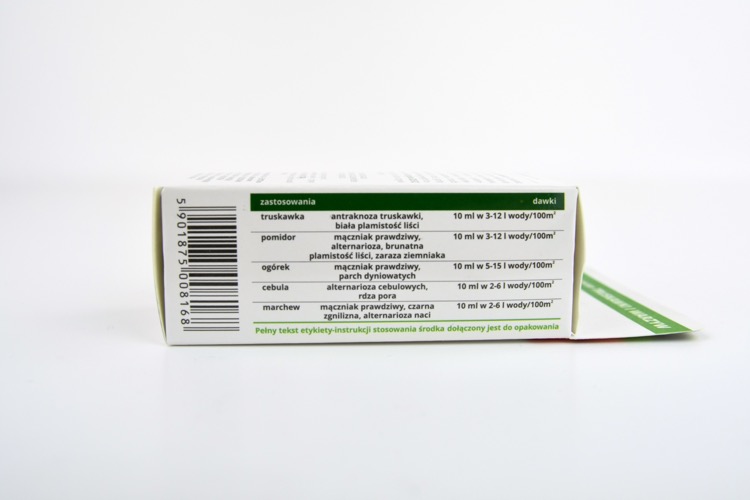 5901875008168
zastosowania dawki
truskawka antraknoza truskawki, 10 ml w 3-12 l wody/100m²
biała plamistość liści
pomidor mączniak prawdziwy, 10 ml w 3-12 l wody/100m²
alternarioza, brunatna
plamistość liści, zaraza ziemniaka
ogórek mączniak prawdziwy, 10 ml w 5-15 l wody/100m²
parch dyniowatych
cebula alternarioza cebulowych, 10 ml w 2-6 l wody/100m²
rdza pora
marchew mączniak prawdziwy, czarna 10 ml w 2-6 l wody/100m²
zgnilizna, alternarioza naci
Pełny tekst etykiety-instrukcji stosowania środka dołączony jest do opakowania
TRUSKAWKI I WARZYW